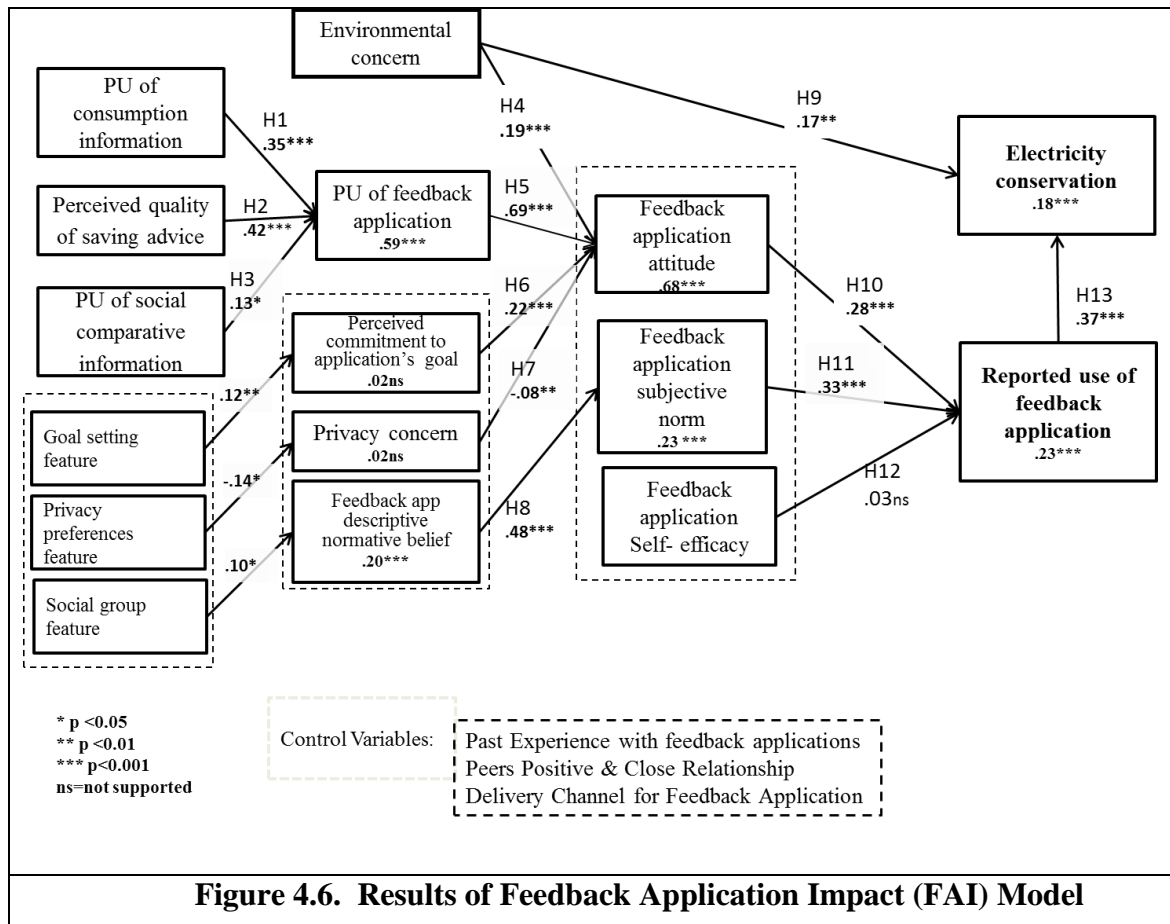 Environmental
concern
PU of
consumption
information
H1
.35***
H4
.19***
H9
.17**
Electricity
conservation
.18***
Perceived quality
of saving advice
H2
.42***
PU of feedback
application
.59***
H5
.69***
Feedback
application
attitude
.68***
PU of social
comparative
information
H3
.13*
H6
.22***
H10
.28***
H13
.37***
Perceived
commitment to
application's goal
.02ns
H7
-.08**
Feedback
application
subjective
norm
.23 ***
H11
.33***
Reported use of
feedback
application
.23***
Goal setting
feature
.12**
Privacy concern
.02ns
Privacy
preferences
feature
-.14*
Feedback app
descriptive
normative belief
.20***
H8
.48***
Feedback
application
Self- efficacy
H12
.03ns
Social group
feature
.10*
* p <0.05
** p <0.01
*** p<0.001
ns=not supported
Control Variables:
Past Experience with feedback applications
Peers Positive & Close Relationship
Delivery Channel for Feedback Application
Figure 4.6. Results of Feedback Application Impact (FAI) Model